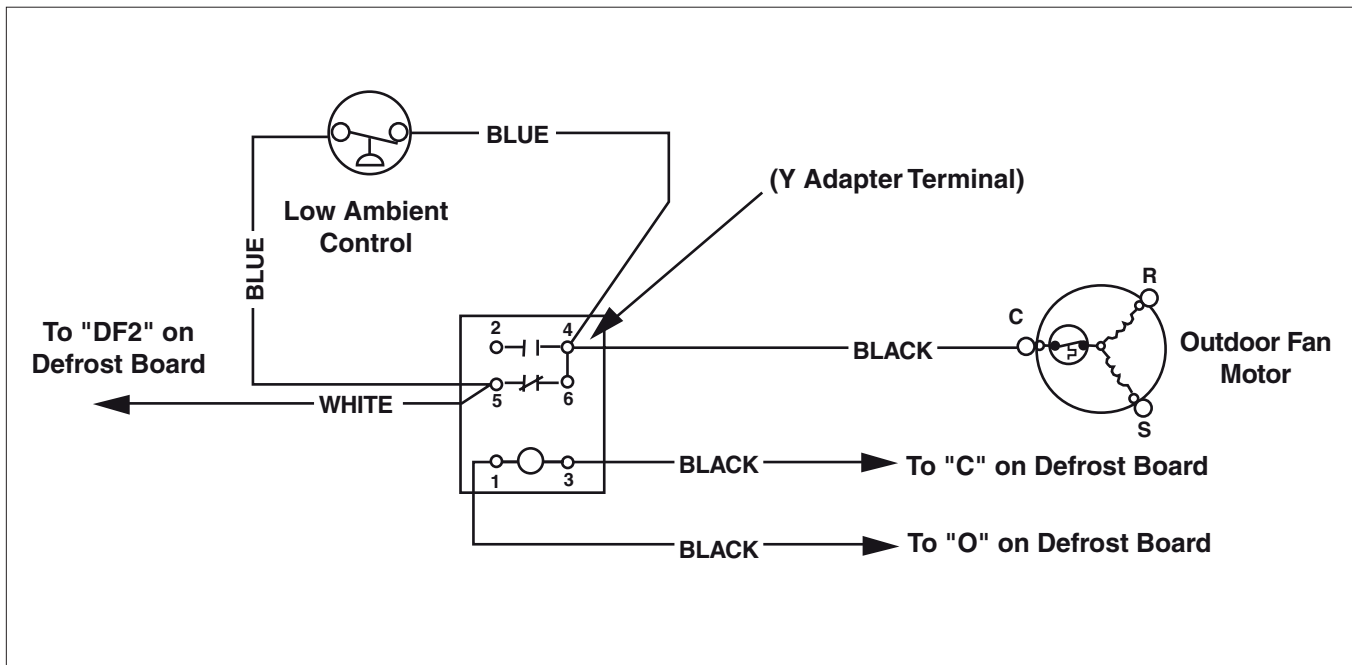 BLUE
(Y Adapter Terminal)
Low Ambient
Control
BLUE
R
C
To "DF2" on
Defrost Board
2
4
BLACK
Outdoor Fan
Motor
WHITE
5
6
S
BLACK
To "C" on Defrost Board
1
3
BLACK
To "O" on Defrost Board